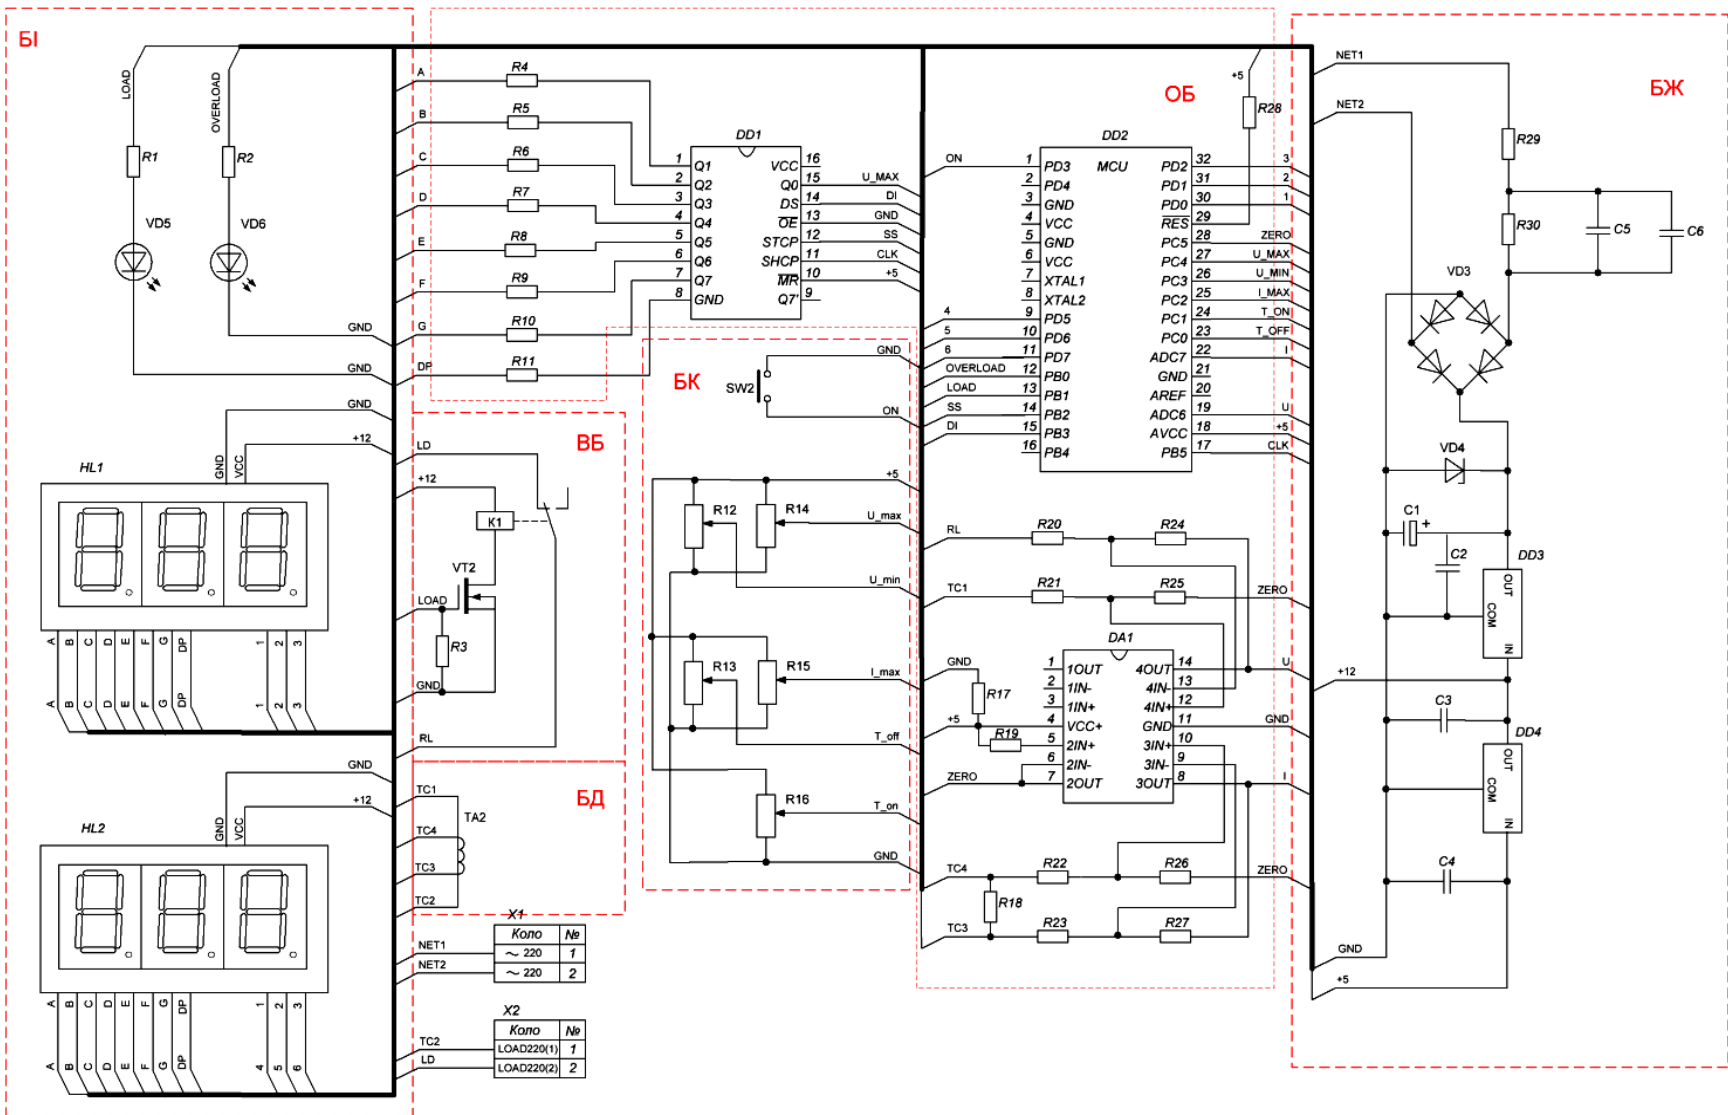 БІ
LOAD
OVERLOAD
R1
R2
VD5
VD6
GND
GND
GND
+12
HL1
GND
VCC
A B C D E F G DP 1 2 3
A B C D E F G DP 1 2 3
GND
+12
HL2
GND
VCC
A B C D E F G DP 1 2 3
A B C D E F G DP 4 5 6
A R4
B R5
C R6
D R7
E R8
F R9
G R10
DP R11
DD1
1 Q1 VCC 16
2 Q2 Q0 15 U_MAX
3 Q3 DS 14 DI
4 Q4 OE 13 GND
5 Q5 STCP 12 SS
6 Q6 SHCP 11 CLK
7 Q7 MR 10 +5
8 GND Q7' 9
ВБ
LD
+12
K1
VT2
LOAD
R3
GND
RL
БД
TC1
TC4
TA2
TC3
TC2
X1
Коло №
NET1 ~ 220 1
NET2 ~ 220 2
X2
Коло №
TC2 LOAD220(1) 1
LD LOAD220(2) 2
БК
GND
SW2
ON
+5
R12 R14 U_max
U_min
R13 R15 I_max
T_off
R16 T_on
GND
ОБ
+5
R28
DD2
MCU
ON 1 PD3 PD2 32 3
2 PD4 PD1 31 2
3 GND PD0 30 1
4 VCC RES 29
5 GND PC5 28 ZERO
6 VCC PC4 27 U_MAX
7 XTAL1 PC3 26 U_MIN
8 XTAL2 PC2 25 I_MAX
4 9 PD5 PC1 24 T_ON
5 10 PD6 PC0 23 T_OFF
6 11 PD7 ADC7 22 I
OVERLOAD 12 PB0 GND 21
LOAD 13 PB1 AREF 20
SS 14 PB2 ADC6 19 U
DI 15 PB3 AVCC 18 +5
16 PB4 PB5 17 CLK
RL R20 R24
TC1 R21 R25 ZERO
DA1
GND
R17
+5
R19
ZERO
1 1OUT 4OUT 14 U
2 1IN- 4IN- 13
3 1IN+ 4IN+ 12
4 VCC+ GND 11 GND
5 2IN+ 3IN+ 10
6 2IN- 3IN- 9
7 2OUT 3OUT 8 I
TC4 R22 R26 ZERO
R18
TC3 R23 R27
БЖ
NET1
NET2
R29
R30
C5
C6
VD3
VD4
C1 +
C2
DD3
OUT
COM
IN
+12
C3
DD4
OUT
COM
IN
C4
GND
+5